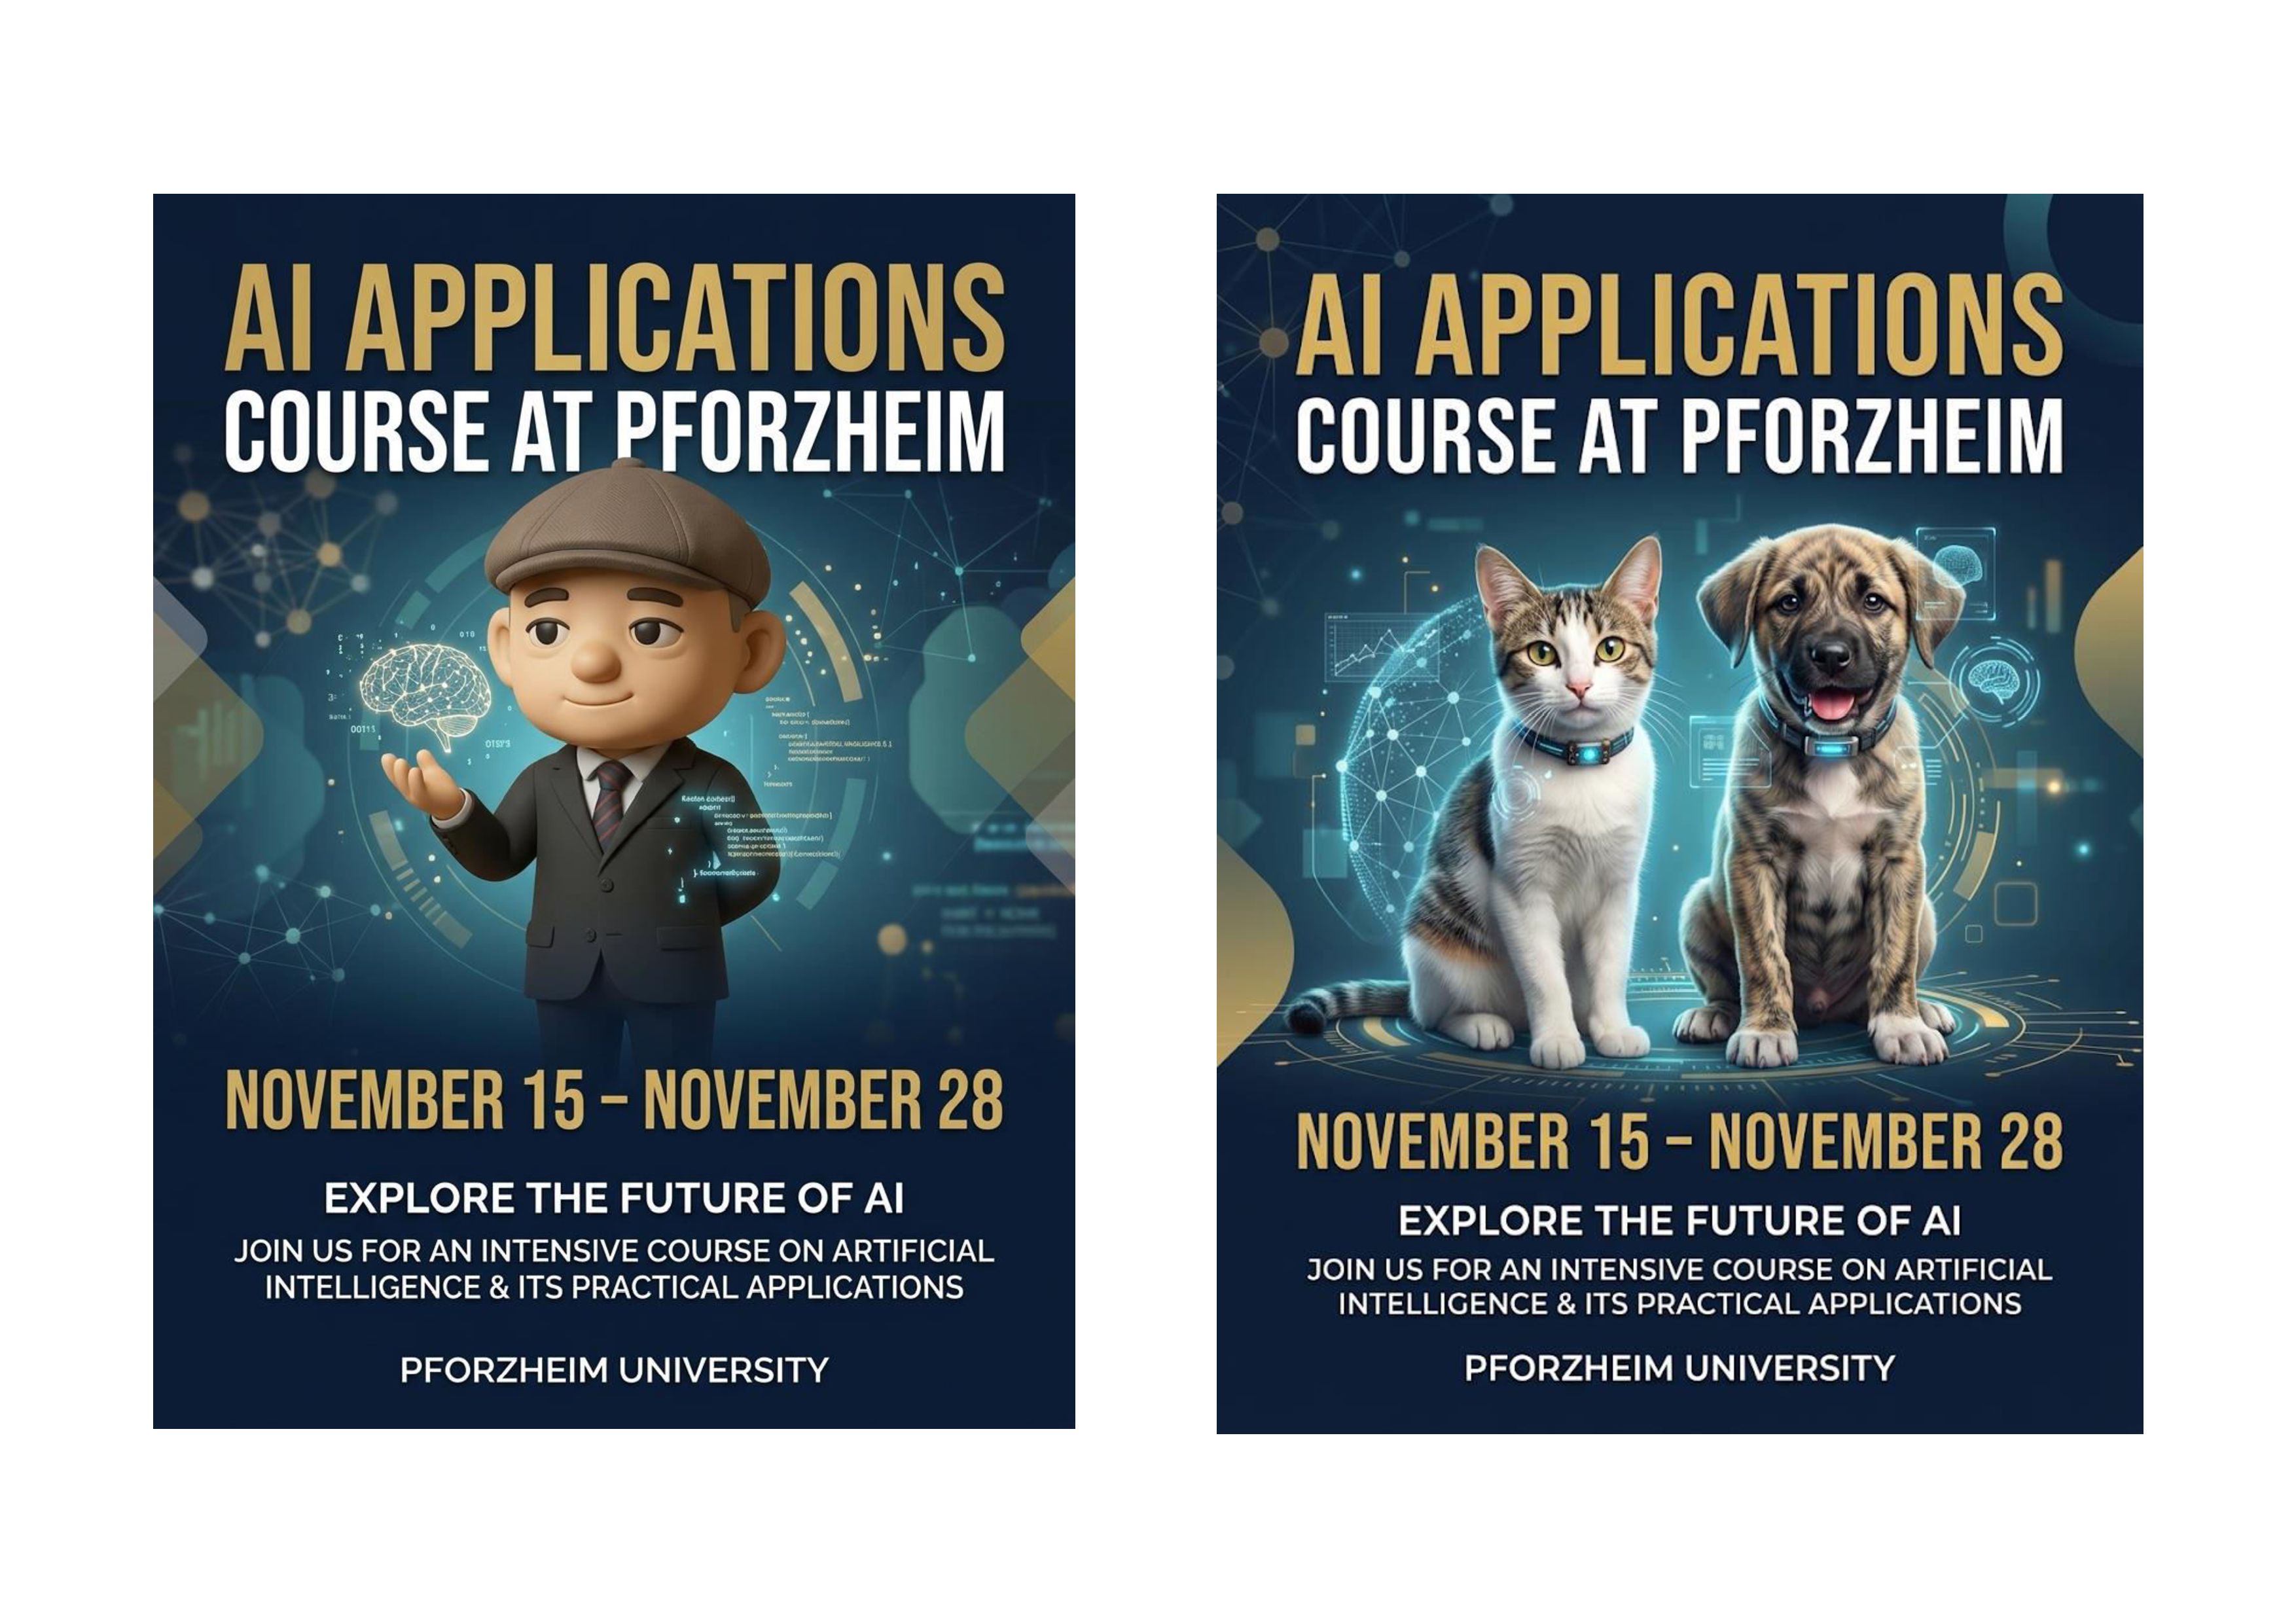 AI APPLICATIONS
COURSE AT PFORZHEIM
NOVEMBER 15 – NOVEMBER 28
EXPLORE THE FUTURE OF AI
JOIN US FOR AN INTENSIVE COURSE ON ARTIFICIAL
INTELLIGENCE & ITS PRACTICAL APPLICATIONS
PFORZHEIM UNIVERSITY
AI APPLICATIONS
COURSE AT PFORZHEIM
NOVEMBER 15 – NOVEMBER 28
EXPLORE THE FUTURE OF AI
JOIN US FOR AN INTENSIVE COURSE ON ARTIFICIAL
INTELLIGENCE & ITS PRACTICAL APPLICATIONS
PFORZHEIM UNIVERSITY